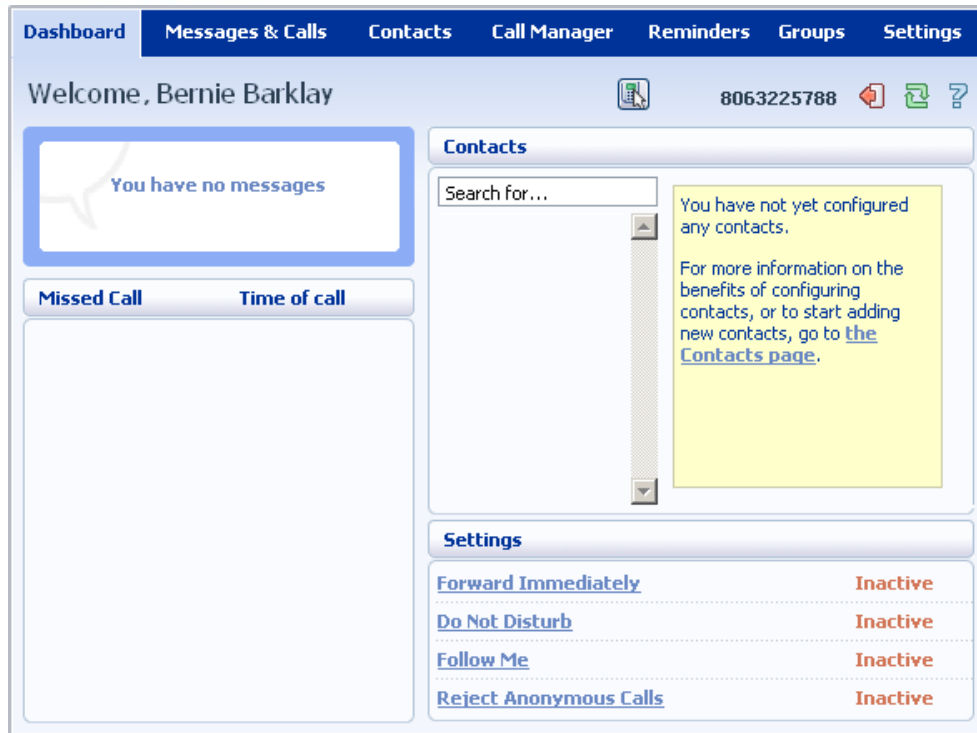 Dashboard Messages & Calls Contacts Call Manager Reminders Groups Settings
Welcome, Bernie Barklay
8063225788
You have no messages
Missed Call Time of call
Contacts
Search for...
You have not yet configured
any contacts.
For more information on the
benefits of configuring
contacts, or to start adding
new contacts, go to the
Contacts page.
Settings
Forward Immediately Inactive
Do Not Disturb Inactive
Follow Me Inactive
Reject Anonymous Calls Inactive